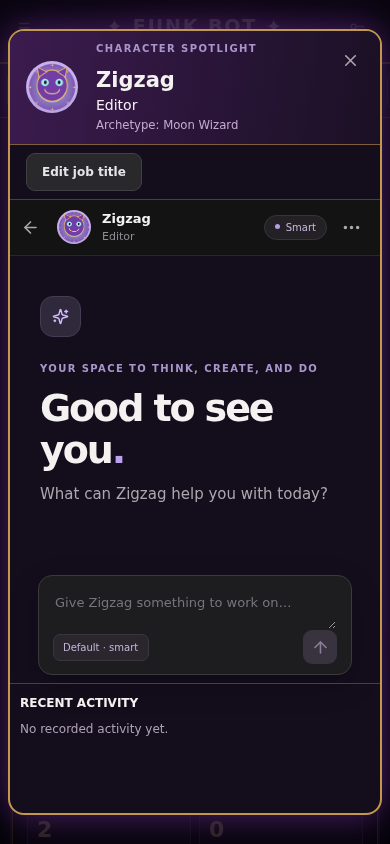 ✦ FUNK BOT ✦
CHARACTER SPOTLIGHT
Zigzag
Editor
Archetype: Moon Wizard
Edit job title
Zigzag
Editor
Smart
YOUR SPACE TO THINK, CREATE, AND DO
Good to see
you.
What can Zigzag help you with today?
Give Zigzag something to work on…
Default · smart
RECENT ACTIVITY
No recorded activity yet.
2
0